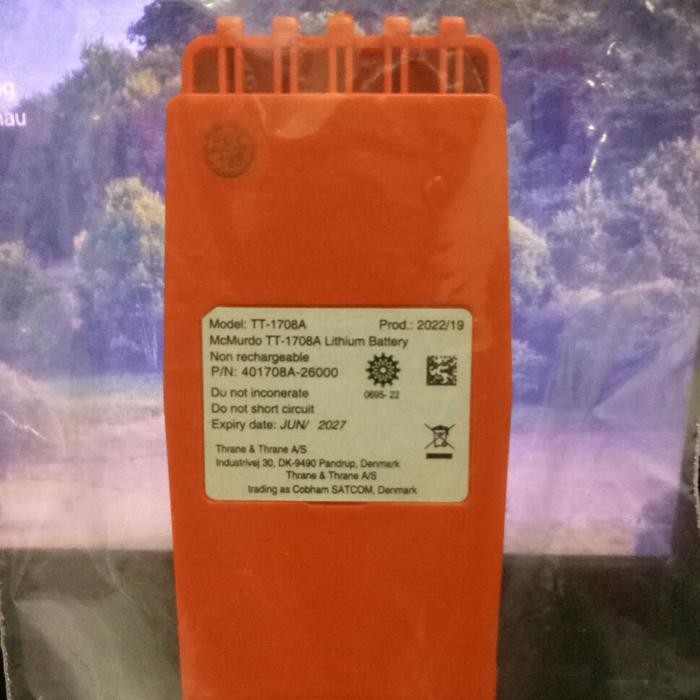 Model: TT-1708A Prod.: 2022/19
McMurdo TT-1708A Lithium Battery
Non rechargeable
P/N: 401708A-26000
0695- 22
Do not inconerate
Do not short circuit
Expiry date: JUN/ 2027
Thrane & Thrane A/S
Industrivej 30, DK-9490 Pandrup, Denmark
Thrane & Thrane A/S
trading as Cobham SATCOM, Denmark